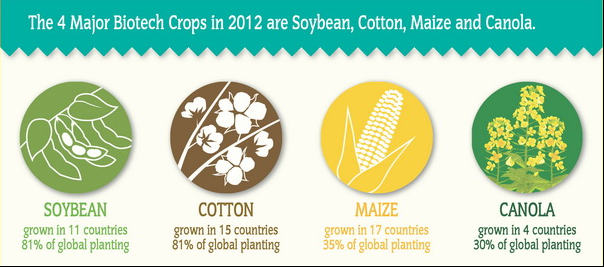 The 4 Major Biotech Crops in 2012 are Soybean, Cotton, Maize and Canola.
SOYBEAN
grown in 11 countries
81% of global planting
COTTON
grown in 15 countries
81% of global planting
MAIZE
grown in 17 countries
35% of global planting
CANOLA
grown in 4 countries
30% of global planting